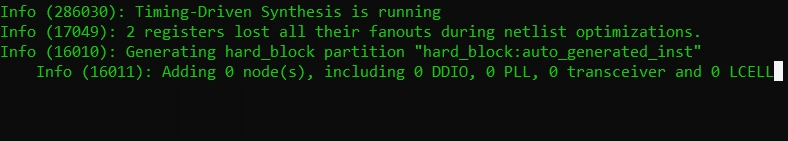 Info (286030): Timing-Driven Synthesis is running
Info (17049): 2 registers lost all their fanouts during netlist optimizations.
Info (16010): Generating hard_block partition "hard_block:auto_generated_inst"
    Info (16011): Adding 0 node(s), including 0 DDIO, 0 PLL, 0 transceiver and 0 LCELL